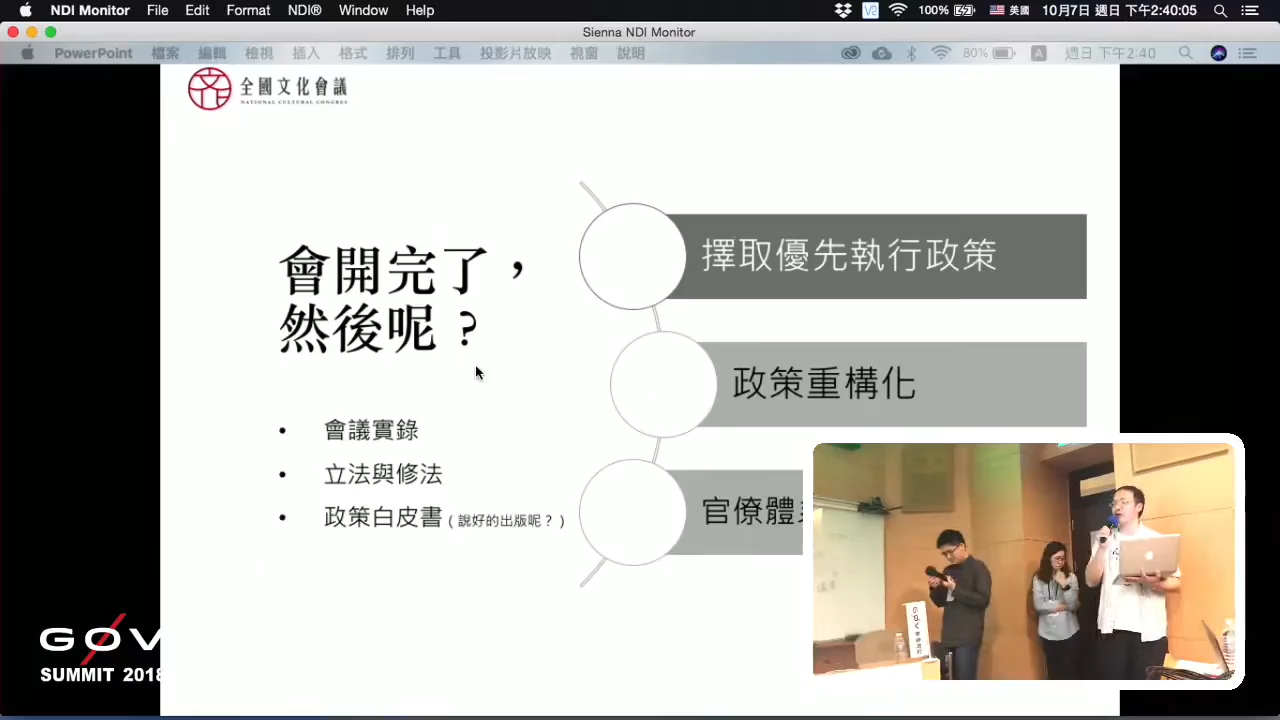 NDI Monitor File Edit Format NDI® Window Help 100% 美國 10月7日 週日 下午2:40:05
Sienna NDI Monitor
PowerPoint 檔案 編輯 檢視 插入 格式 排列 工具 投影片放映 視窗 說明 80% A 週日 下午2:40
全國文化會議
NATIONAL CULTURAL CONGRES
會開完了，
然後呢？
• 會議實錄
• 立法與修法
• 政策白皮書（說好的出版呢？）
擇取優先執行政策
政策重構化
官僚體
GOV
SUMMIT 2018